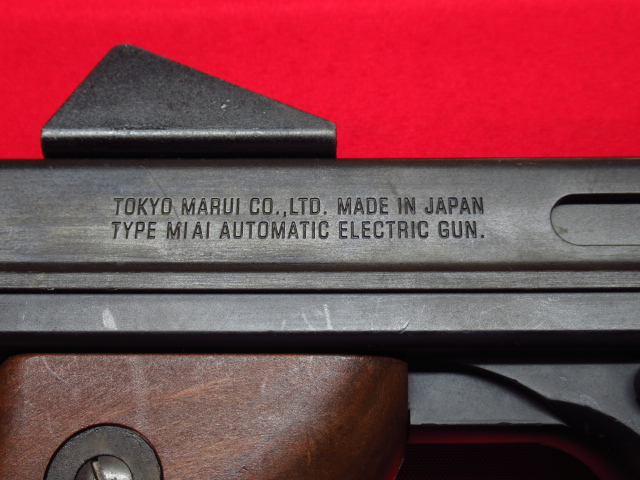 TOKYO MARUI CO.,LTD. MADE IN JAPAN
TYPE M1A1 AUTOMATIC ELECTRIC GUN.